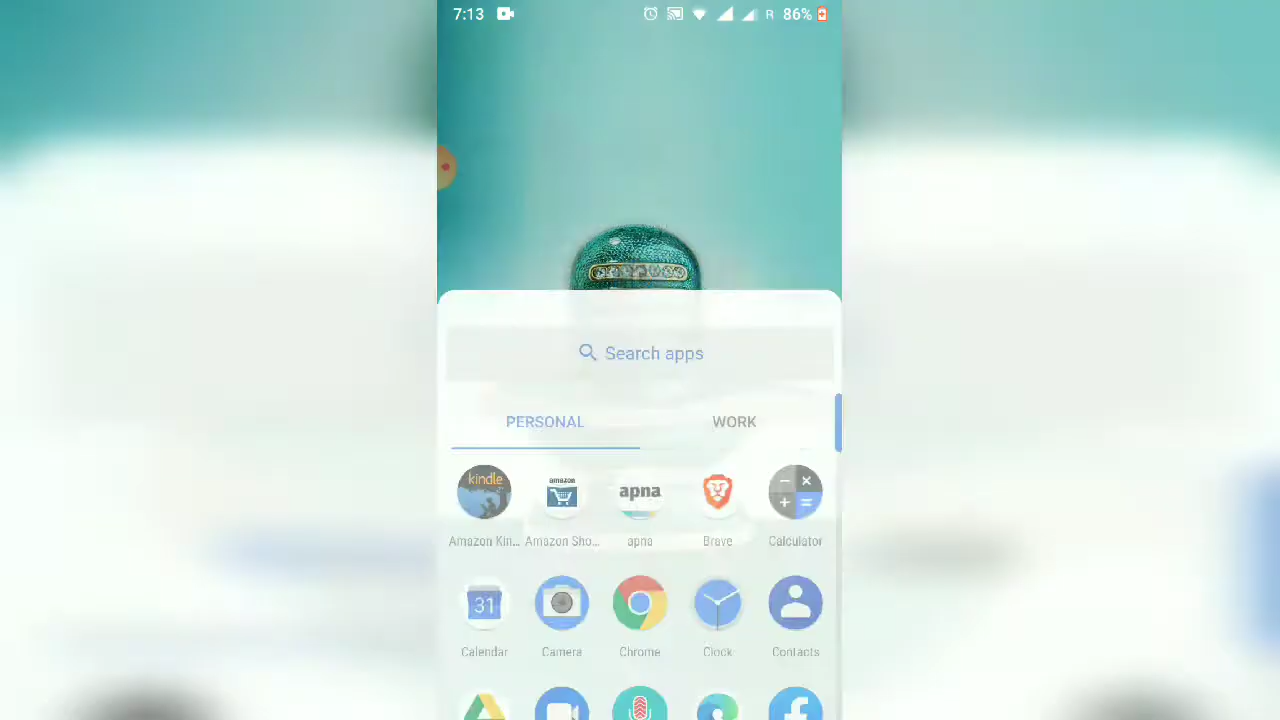 7:13
R 86%
Search apps
PERSONAL WORK
kindle amazon apna
Amazon Kin... Amazon Sho... apna Brave Calculator
31
Calendar Camera Chrome Clock Contacts